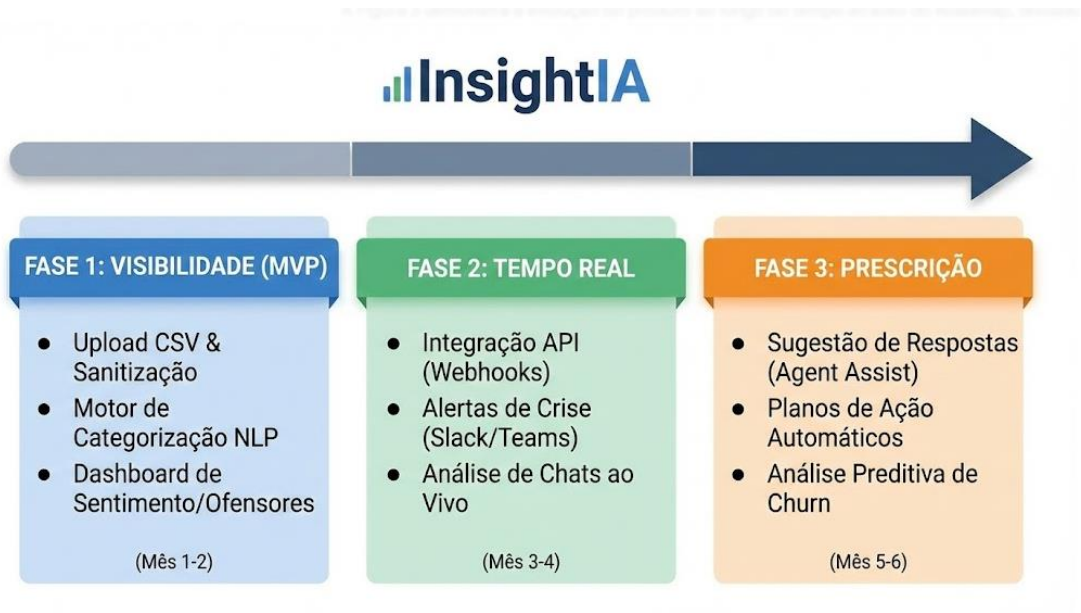 InsightIA
FASE 1: VISIBILIDADE (MVP)
● Upload CSV &
Sanitização
● Motor de
Categorização NLP
● Dashboard de
Sentimento/Ofensores
(Mês 1-2)
FASE 2: TEMPO REAL
● Integração API
(Webhooks)
● Alertas de Crise
(Slack/Teams)
● Análise de Chats ao
Vivo
(Mês 3-4)
FASE 3: PRESCRIÇÃO
● Sugestão de Respostas
(Agent Assist)
● Planos de Ação
Automáticos
● Análise Preditiva de
Churn
(Mês 5-6)